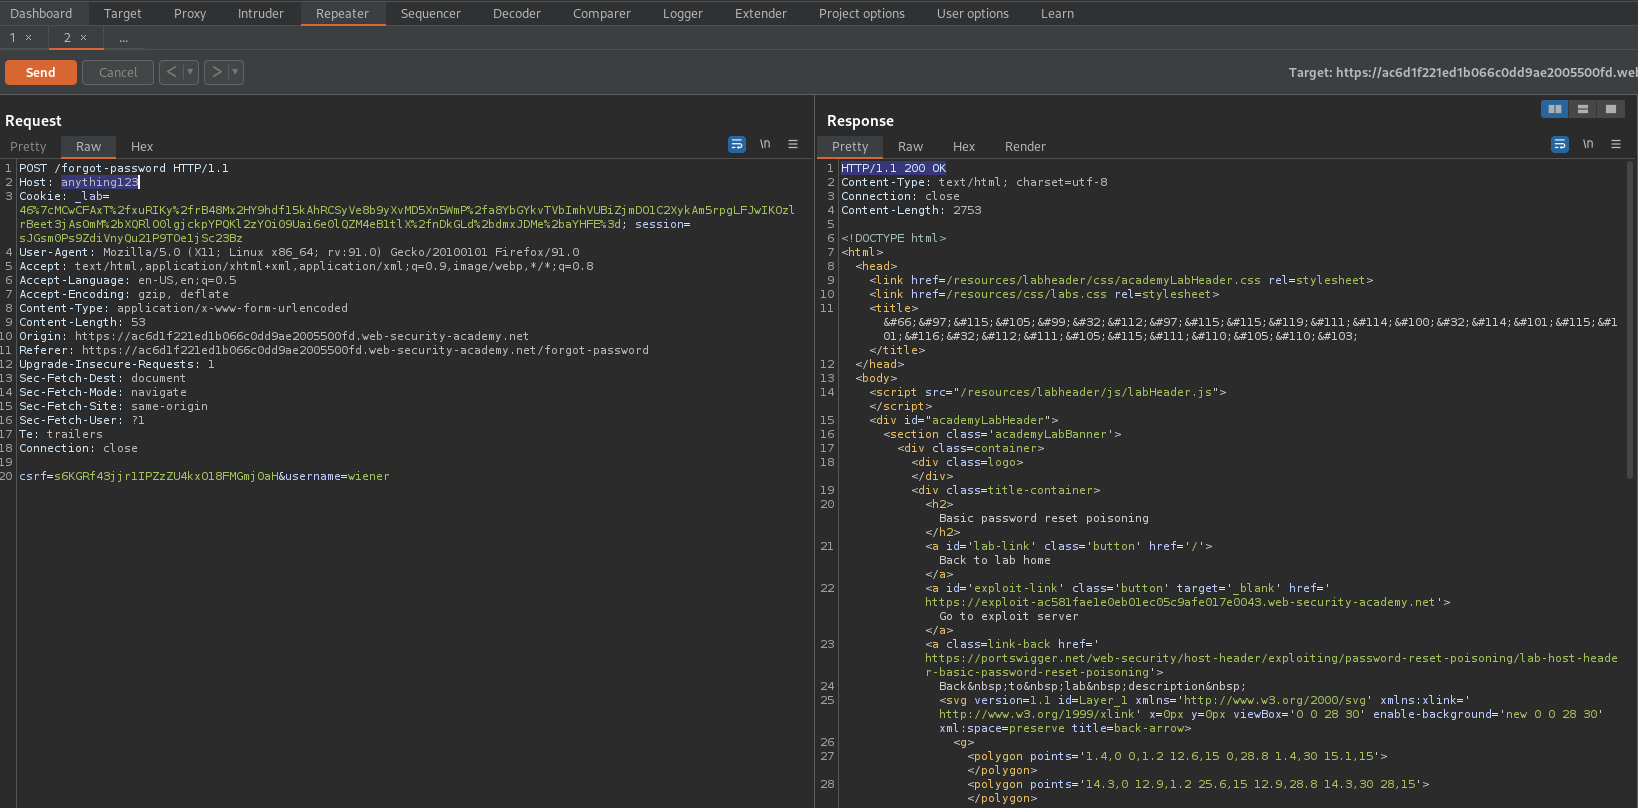 Dashboard Target Proxy Intruder Repeater Sequencer Decoder Comparer Logger Extender Project options User options Learn
1 × 2 × ...
Send Cancel < ▾ > ▾ Target: https://ac6d1f221ed1b066c0dd9ae2005500fd.wel
Request
Pretty Raw Hex \n ≡
1 POST /forgot-password HTTP/1.1
2 Host: anything123
3 Cookie: _lab=
4 User-Agent: Mozilla/5.0 (X11; Linux x86_64; rv:91.0) Gecko/20100101 Firefox/91.0
5 Accept: text/html,application/xhtml+xml,application/xml;q=0.9,image/webp,*/*;q=0.8
6 Accept-Language: en-US,en;q=0.5
7 Accept-Encoding: gzip, deflate
8 Content-Type: application/x-www-form-urlencoded
9 Content-Length: 53
10 Origin: https://ac6d1f221ed1b066c0dd9ae2005500fd.web-security-academy.net
11 Referer: https://ac6d1f221ed1b066c0dd9ae2005500fd.web-security-academy.net/forgot-password
12 Upgrade-Insecure-Requests: 1
13 Sec-Fetch-Dest: document
14 Sec-Fetch-Mode: navigate
15 Sec-Fetch-Site: same-origin
16 Sec-Fetch-User: ?1
17 Te: trailers
18 Connection: close
19
20 &username=wiener
Response
Pretty Raw Hex Render \n ≡
1 HTTP/1.1 200 OK
2 Content-Type: text/html; charset=utf-8
3 Connection: close
4 Content-Length: 2753
5
6 <!DOCTYPE html>
7 <html>
8 <head>
9 <link href=/resources/labheader/css/academyLabHeader.css rel=stylesheet>
10 <link href=/resources/css/labs.css rel=stylesheet>
11 <title>
&#66;&#97;&#115;&#105;&#99;&#32;&#112;&#97;&#115;&#115;&#119;&#111;&#114;&#100;&#32;&#114;&#101;&#115;&#1
01;&#116;&#32;&#112;&#111;&#105;&#115;&#111;&#110;&#105;&#110;&#103;
</title>
12 </head>
13 <body>
14 <script src="/resources/labheader/js/labHeader.js">
</script>
15 <div id="academyLabHeader">
16 <section class='academyLabBanner'>
17 <div class=container>
18 <div class=logo>
</div>
19 <div class=title-container>
20 <h2>
Basic password reset poisoning
</h2>
21 <a id='lab-link' class='button' href='/'>
Back to lab home
</a>
22 <a id='exploit-link' class='button' target='_blank' href='
https://exploit-ac581fae1e0eb01ec05c9afe017e0043.web-security-academy.net'>
Go to exploit server
</a>
23 <a class=link-back href='
https://portswigger.net/web-security/host-header/exploiting/password-reset-poisoning/lab-host-heade
r-basic-password-reset-poisoning'>
24 Back&nbsp;to&nbsp;lab&nbsp;description&nbsp;
25 <svg version=1.1 id=Layer_1 xmlns='http://www.w3.org/2000/svg' xmlns:xlink='
http://www.w3.org/1999/xlink' x=0px y=0px viewBox='0 0 28 30' enable-background='new 0 0 28 30'
xml:space=preserve title=back-arrow>
26 <g>
27 <polygon points='1.4,0 0,1.2 12.6,15 0,28.8 1.4,30 15.1,15'>
</polygon>
28 <polygon points='14.3,0 12.9,1.2 25.6,15 12.9,28.8 14.3,30 28,15'>
</polygon>